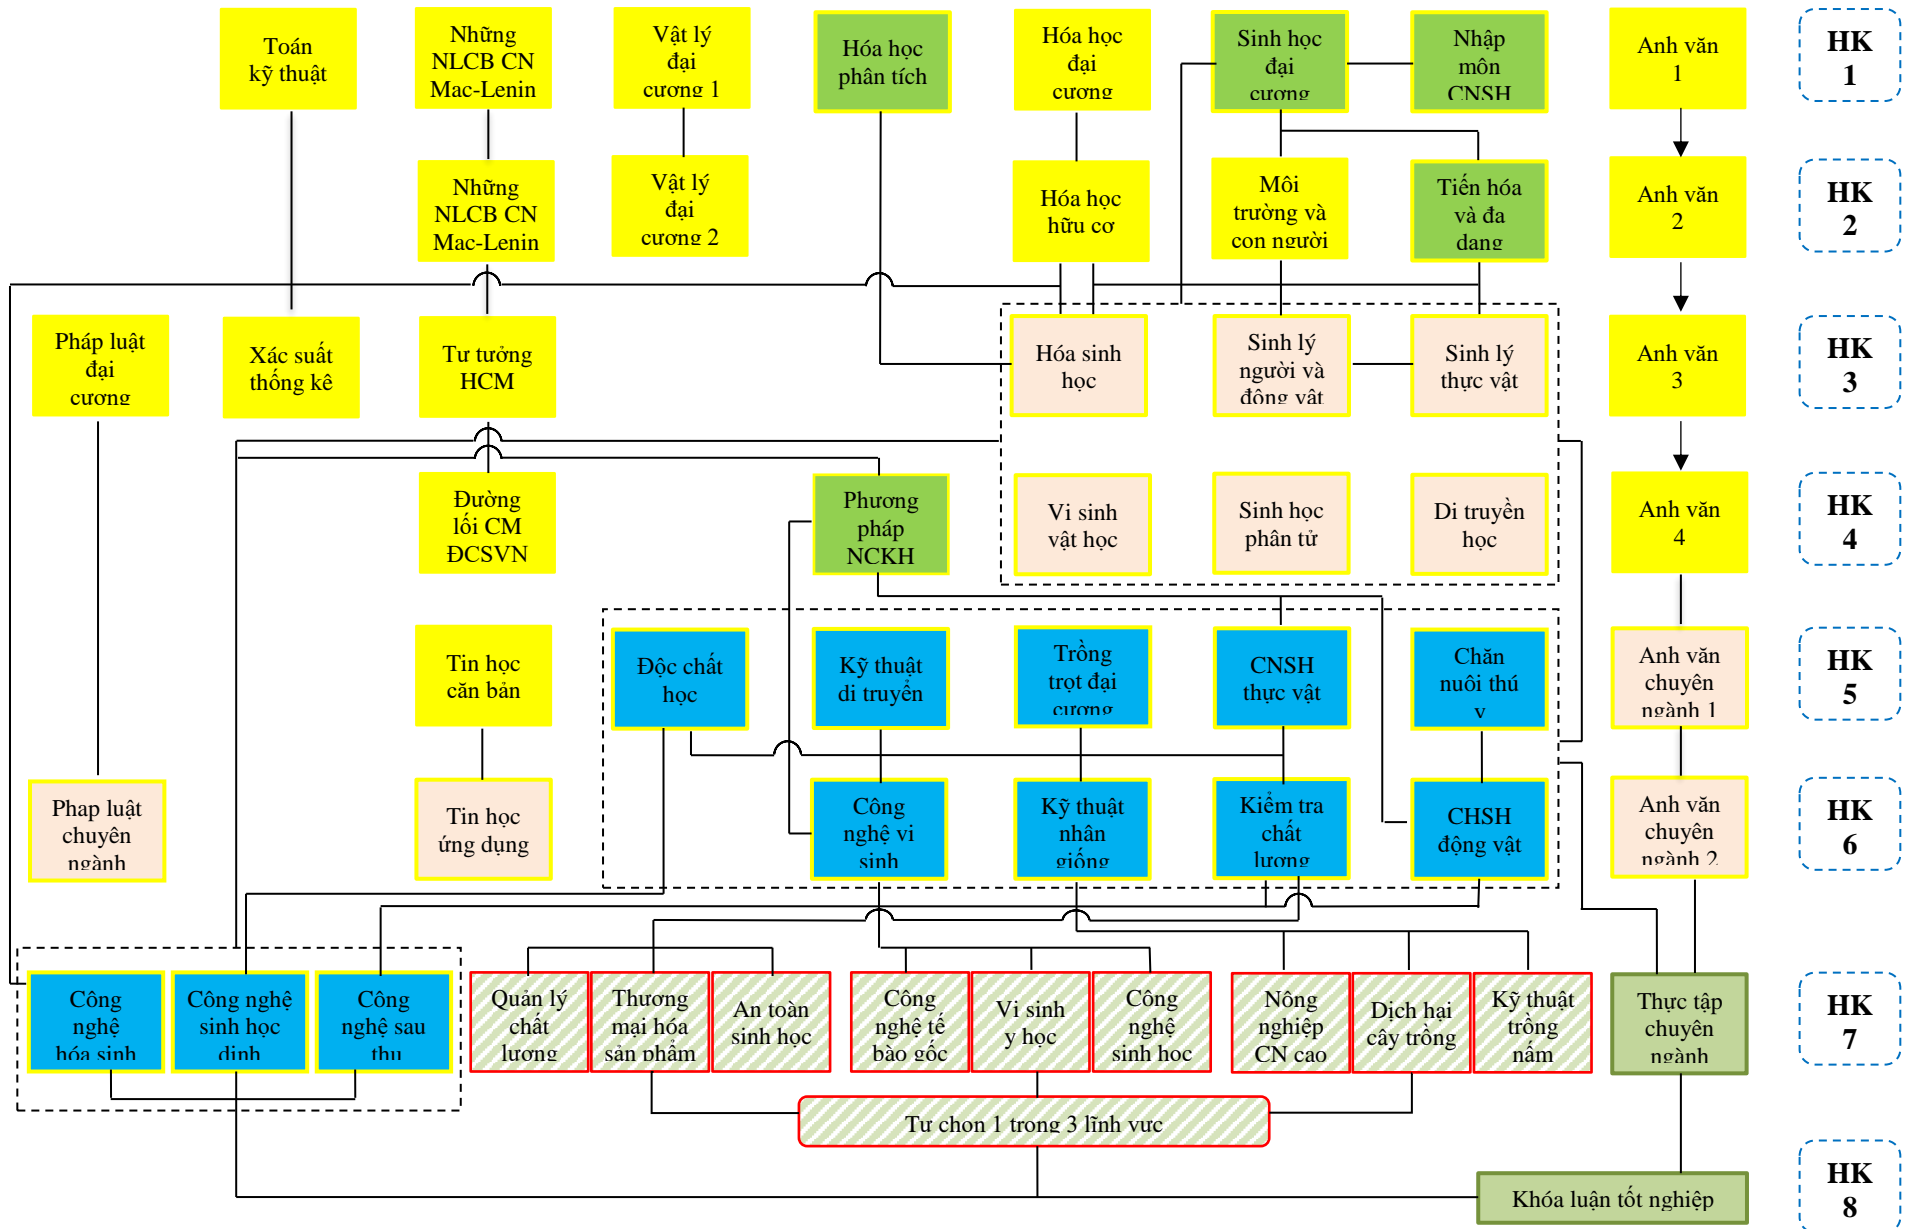 Toán
kỹ thuật
Những
NLCB CN
Mac-Lenin
Vật lý
đại
cương 1
Hóa học
phân tích
Hóa học
đại
cương
Sinh học
đại
cương
Nhập
môn
CNSH
Anh văn
1
HK
1
Những
NLCB CN
Mac-Lenin
Vật lý
đại
cương 2
Hóa học
hữu cơ
Môi
trường và
con người
Tiến hóa
và đa
dạng
Anh văn
2
HK
2
Pháp luật
đại
cương
Xác suất
thống kê
Tư tưởng
HCM
Hóa sinh
học
Sinh lý
người và
động vật
Sinh lý
thực vật
Anh văn
3
HK
3
Đường
lối CM
ĐCSVN
Phương
pháp
NCKH
Vi sinh
vật học
Sinh học
phân tử
Di truyền
học
Anh văn
4
HK
4
Tin học
căn bản
Độc chất
học
Kỹ thuật
di truyền
Trồng
trọt đại
cương
CNSH
thực vật
Chăn
nuôi thú
y
Anh văn
chuyên
ngành 1
HK
5
Phap luật
chuyên
ngành
Tin học
ứng dụng
Công
nghệ vi
sinh
Kỹ thuật
nhân
giống
Kiểm tra
chất
lượng
CHSH
động vật
Anh văn
chuyên
ngành 2
HK
6
Công
nghệ
hóa sinh
Công nghệ
sinh học
dinh
Công
nghệ sau
thu
Quản lý
chất
lượng
Thương
mại hóa
sản phẩm
An toàn
sinh học
Công
nghệ tế
bào gốc
Vi sinh
y học
Công
nghệ
sinh học
Nông
nghiệp
CN cao
Dịch hại
cây trồng
Kỹ thuật
trồng
nấm
Thực tập
chuyên
ngành
HK
7
Tự chọn 1 trong 3 lĩnh vực
Khóa luận tốt nghiệp
HK
8